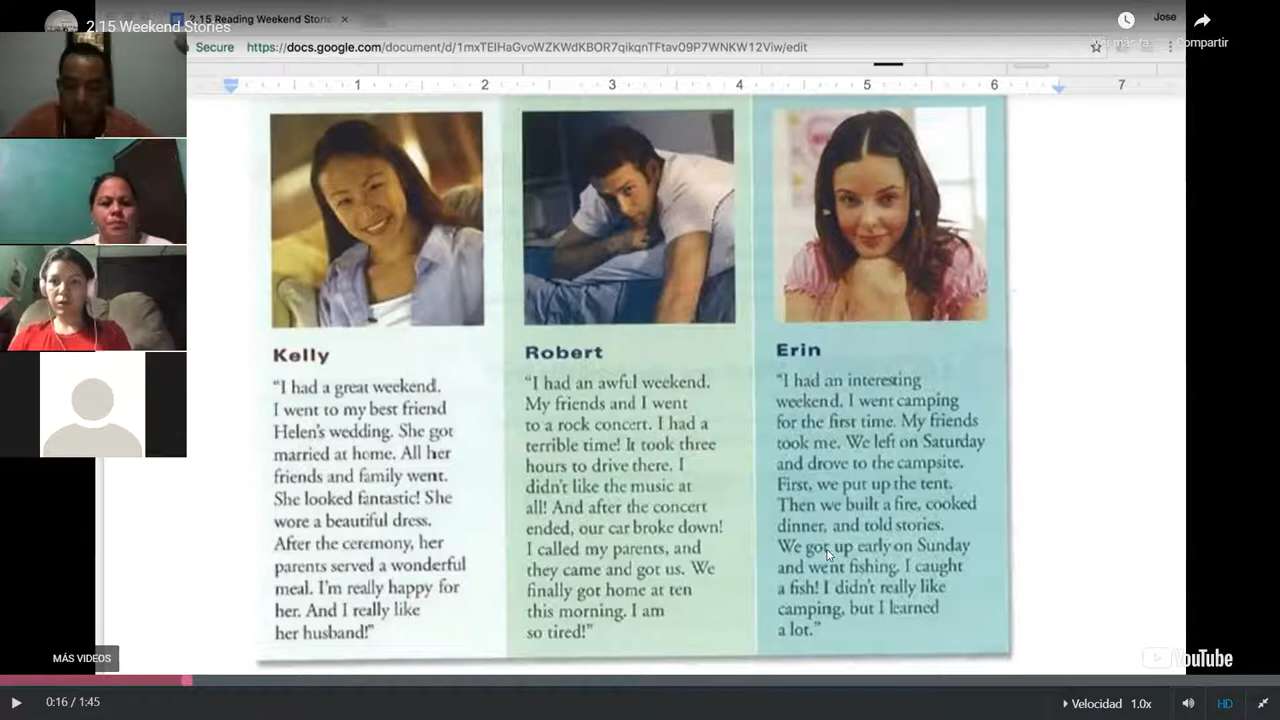 2.15 Weekend Stories
2.15 Reading Weekend Stori
Jose
Secure
https://docs.google.com/document/d/1mxTEIHaGvoWZKWdKBOR7qikqnTFtav09P7WNKW12Viw/edit
Ver más ta...
Compartir
1 2 3 4 5 6 7
Kelly
"I had a great weekend.
I went to my best friend
Helen's wedding. She got
married at home. All her
friends and family went.
She looked fantastic! She
wore a beautiful dress.
After the ceremony, her
parents served a wonderful
meal. I'm really happy for
her. And I really like
her husband!"
Robert
"I had an awful weekend.
My friends and I went
to a rock concert. I had a
terrible time! It took three
hours to drive there. I
didn't like the music at
all! And after the concert
ended, our car broke down!
I called my parents, and
they came and got us. We
finally got home at ten
this morning. I am
so tired!"
Erin
"I had an interesting
weekend. I went camping
for the first time. My friends
took me. We left on Saturday
and drove to the campsite.
First, we put up the tent.
Then we built a fire, cooked
dinner, and told stories.
We got up early on Sunday
and went fishing. I caught
a fish! I didn't really like
camping, but I learned
a lot."
MÁS VIDEOS
YouTube
0:16 / 1:45
Velocidad 1.0x
HD